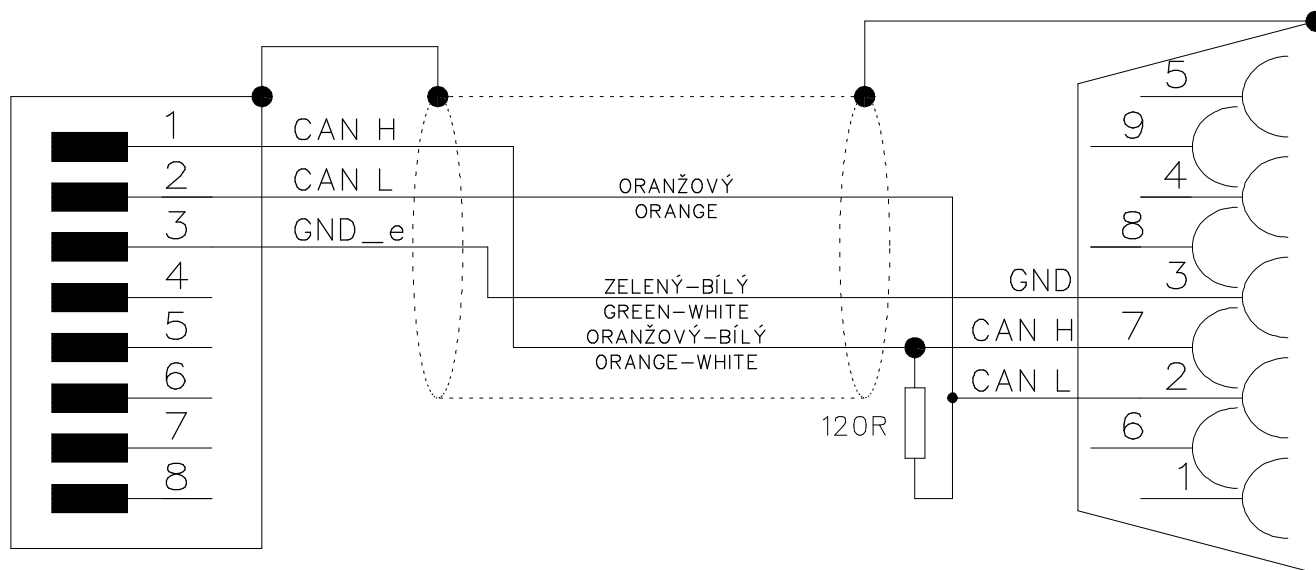 1
CAN H
2
CAN L
3
GND_e
4
5
6
7
8
ORANŽOVÝ
ORANGE
ZELENÝ-BÍLÝ
GREEN-WHITE
ORANŽOVÝ-BÍLÝ
ORANGE-WHITE
120R
GND
CAN H
CAN L
5
9
4
8
3
7
2
6
1